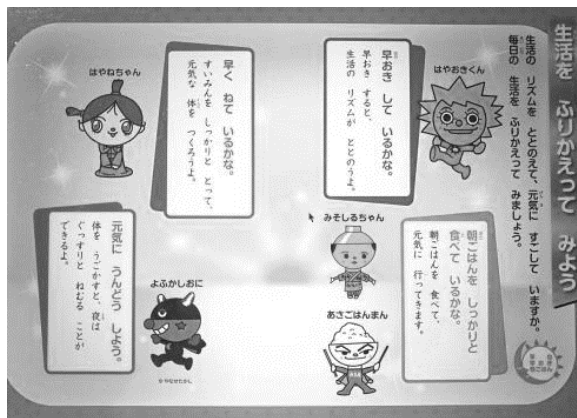 生活を ふりかえって みよう
生活の リズムを ととのえて、元気に すごして いますか。
毎日の 生活を ふりかえって みましょう。
はやおきくん
早おき して いるかな。
早おき すると、
生活の リズムが ととのうよ。
はやねちゃん
早く ねて いるかな。
すいみんを しっかりと とって、
元気な 体を つくろうよ。
朝ごはんを しっかりと
食べて いるかな。
朝ごはんを 食べて、
元気に 行ってきます。
みそしるちゃん
あさごはんまん
よふかしおに
元気に うんどう しよう。
体を うごかすと、夜は
ぐっすりと ねむる ことが
できるよ。
©やなせたかし